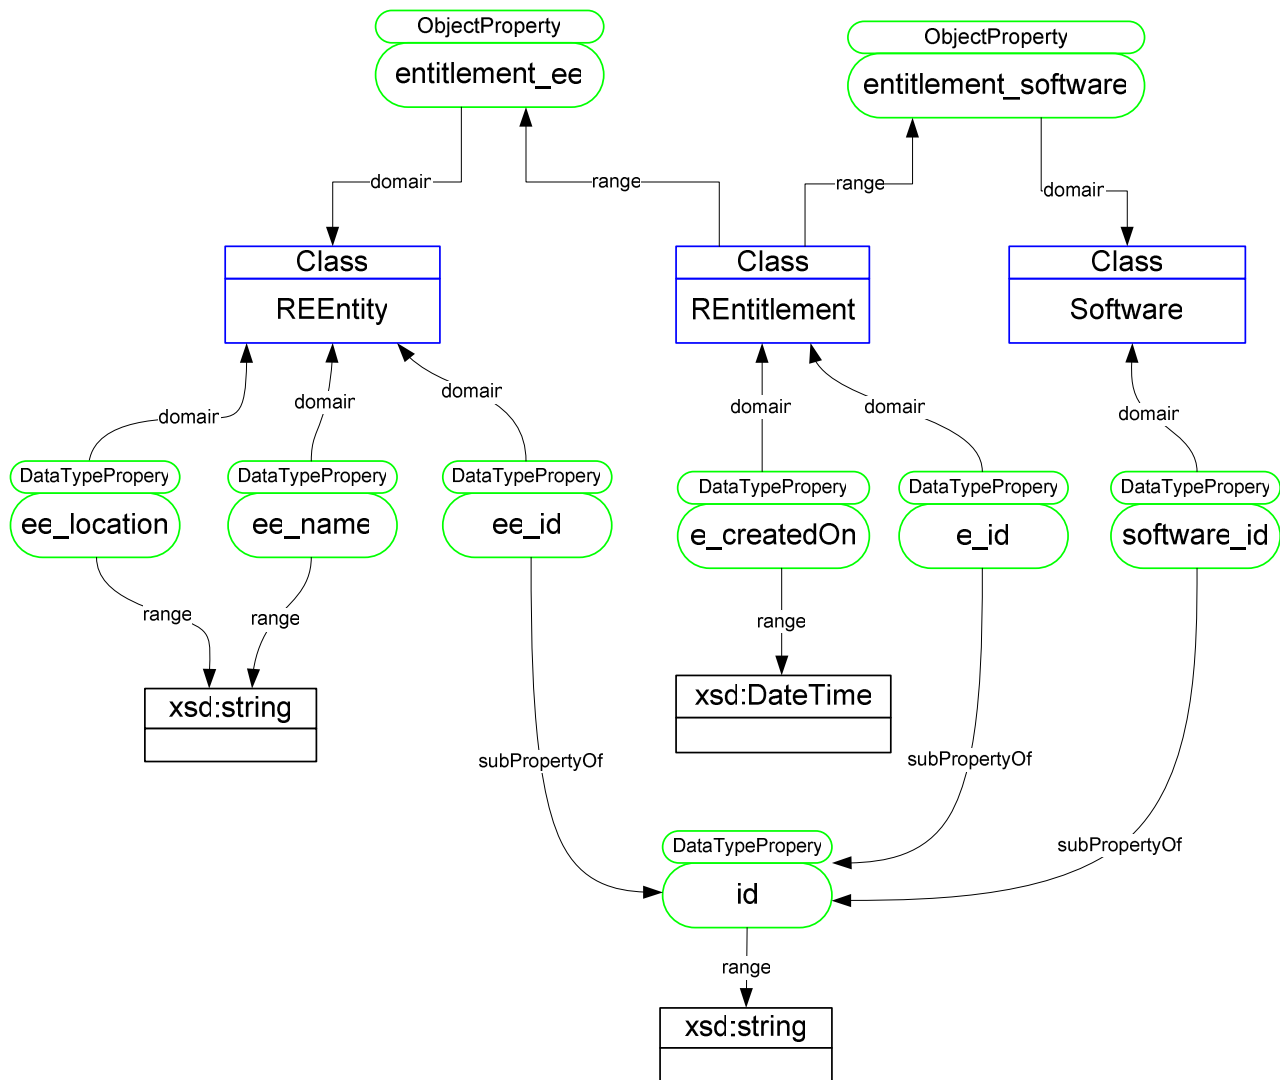 ObjectProperty
entitlement_ee
ObjectProperty
entitlement_software
domain
range
range
domain
Class
REEntity
Class
REntitlement
Class
Software
domain
domain
domain
domain
domain
domain
DataTypePropery
ee_location
DataTypePropery
ee_name
DataTypePropery
ee_id
DataTypePropery
e_createdOn
DataTypePropery
e_id
DataTypePropery
software_id
range
range
range
xsd:string
xsd:DateTime
subPropertyOf
subPropertyOf
subPropertyOf
DataTypePropery
id
range
xsd:string